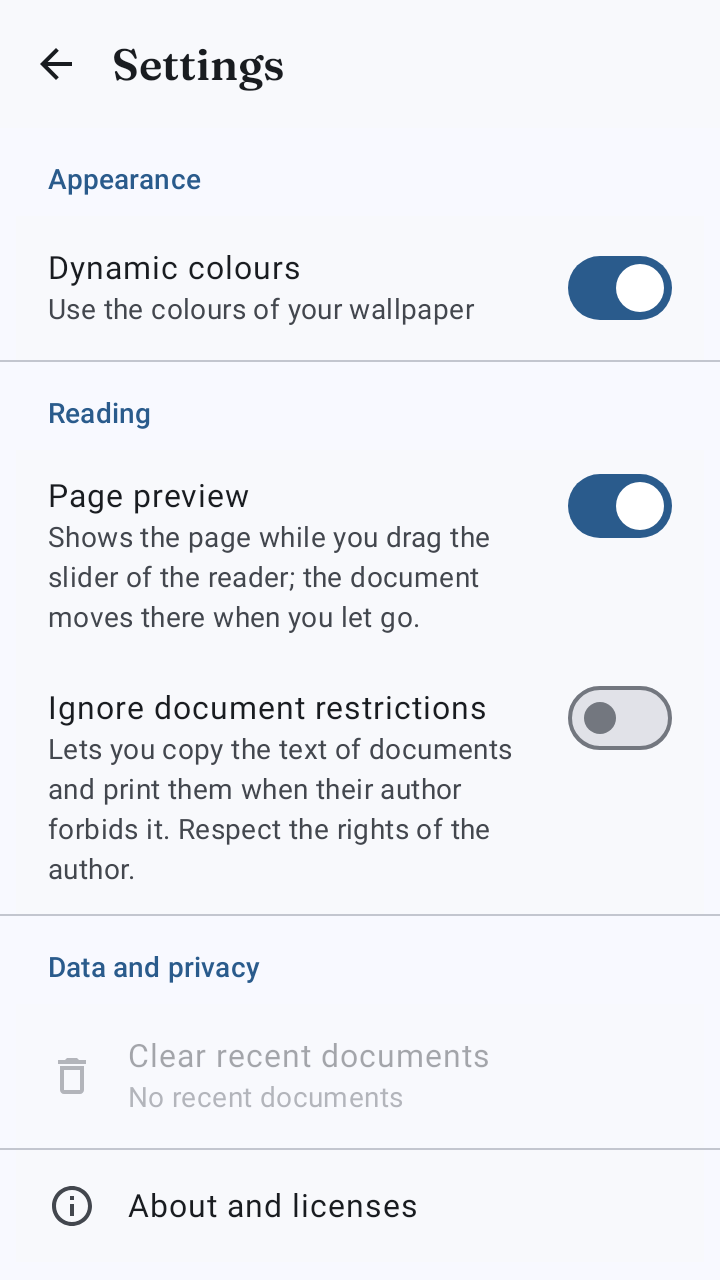 Settings
Appearance
Dynamic colours
Use the colours of your wallpaper
Reading
Page preview
Shows the page while you drag the
slider of the reader; the document
moves there when you let go.
Ignore document restrictions
Lets you copy the text of documents
and print them when their author
forbids it. Respect the rights of the
author.
Data and privacy
Clear recent documents
No recent documents
About and licenses